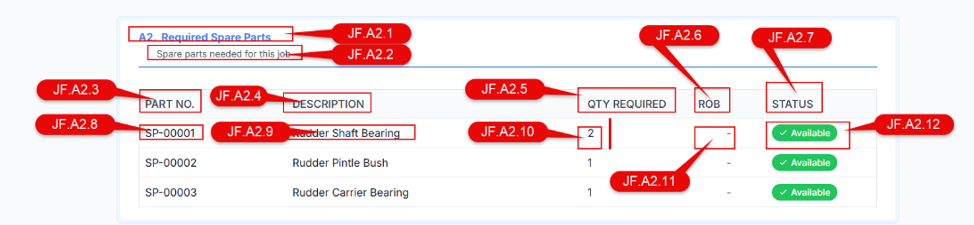 A2. Required Spare Parts JF.A2.1
Spare parts needed for this job JF.A2.2
JF.A2.6
JF.A2.7
JF.A2.3
JF.A2.4
JF.A2.5
PART NO. DESCRIPTION QTY REQUIRED ROB STATUS
JF.A2.8
JF.A2.9
JF.A2.10
JF.A2.12
SP-00001 Rudder Shaft Bearing 2 - ✓ Available
SP-00002 Rudder Pintle Bush 1 - ✓ Available
JF.A2.11
SP-00003 Rudder Carrier Bearing 1 - ✓ Available